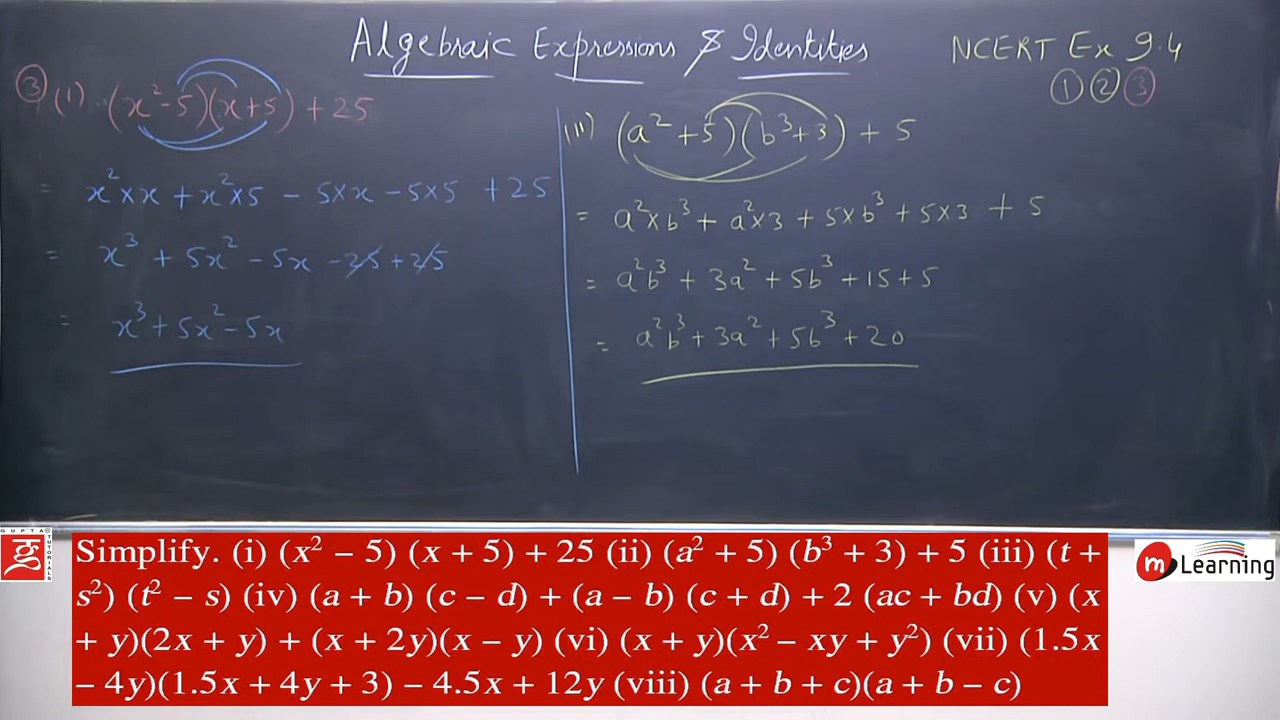 Algebraic Expressions & Identities
NCERT Ex 9.4
① ② ③
③ (i) (x² - 5)(x + 5) + 25
= x² × x + x² × 5 - 5 × x - 5 × 5 + 25
= x³ + 5x² - 5x - 25 + 25
= x³ + 5x² - 5x
(ii) (a² + 5)(b³ + 3) + 5
= a² × b³ + a² × 3 + 5 × b³ + 5 × 3 + 5
= a²b³ + 3a² + 5b³ + 15 + 5
= a²b³ + 3a² + 5b³ + 20
GUPTA©
TUTORIALS
g
Simplify. (i) (x² – 5) (x + 5) + 25 (ii) (a² + 5) (b³ + 3) + 5 (iii) (t +
s²) (t² – s) (iv) (a + b) (c – d) + (a – b) (c + d) + 2 (ac + bd) (v) (x
+ y)(2x + y) + (x + 2y)(x – y) (vi) (x + y)(x² – xy + y²) (vii) (1.5x
– 4y)(1.5x + 4y + 3) – 4.5x + 12y (viii) (a + b + c)(a + b – c)
m Learning